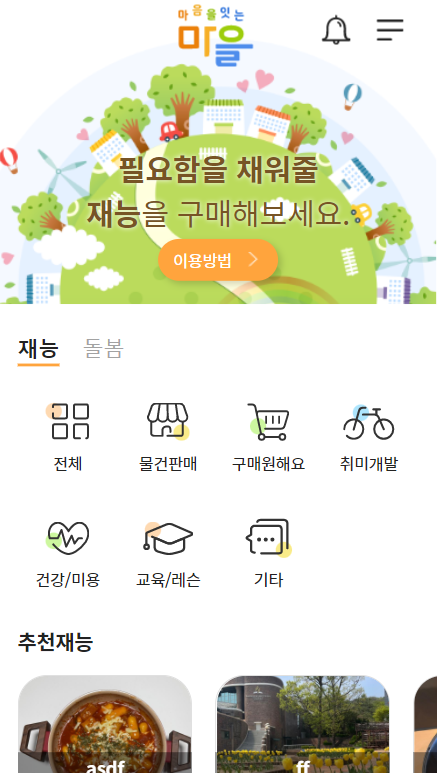 마음을잇는
마을
필요함을 채워줄
재능을 구매해보세요.
이용방법
재능 돌봄
전체 물건판매 구매원해요 취미개발
건강/미용 교육/레슨 기타
추천재능
asdf ff